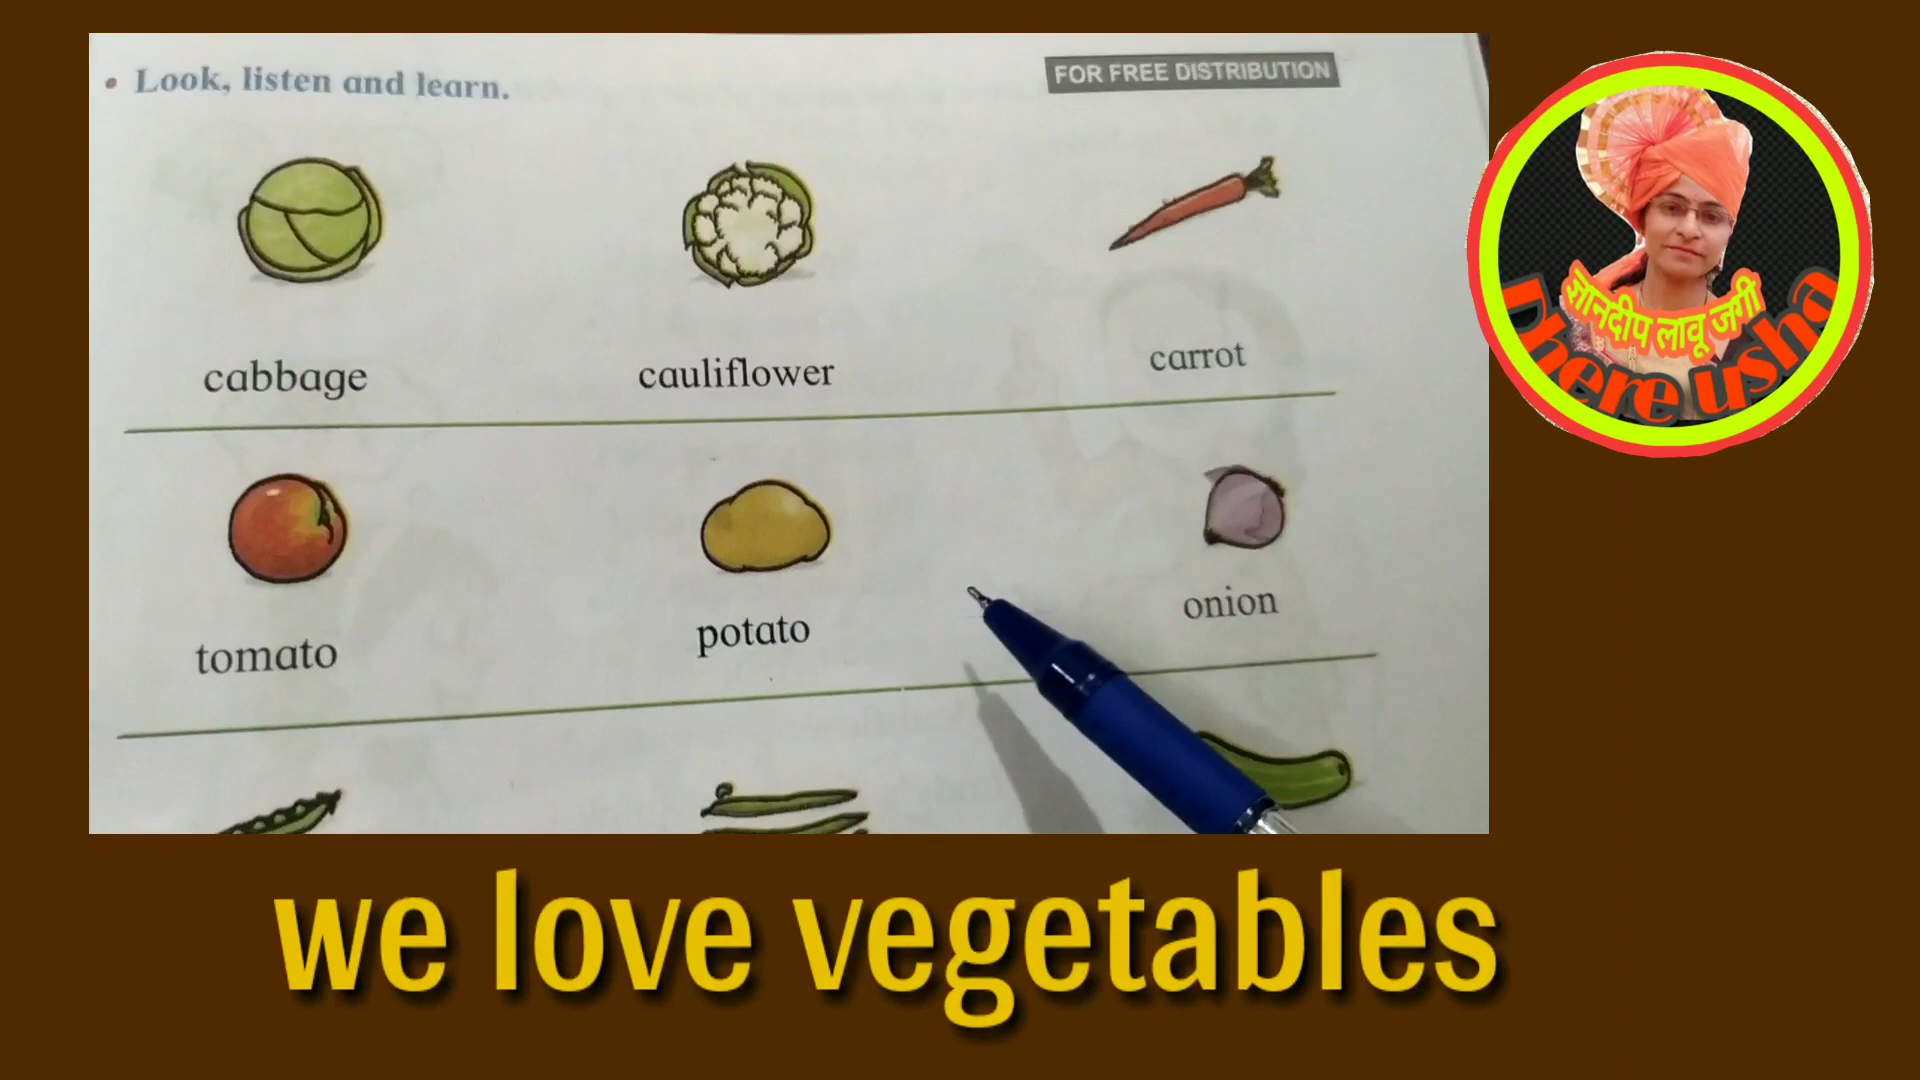 • Look, listen and learn.
FOR FREE DISTRIBUTION
cabbage cauliflower carrot
tomato potato onion
ज्ञानदीप लावू जगी
Dhere usha
we love vegetables